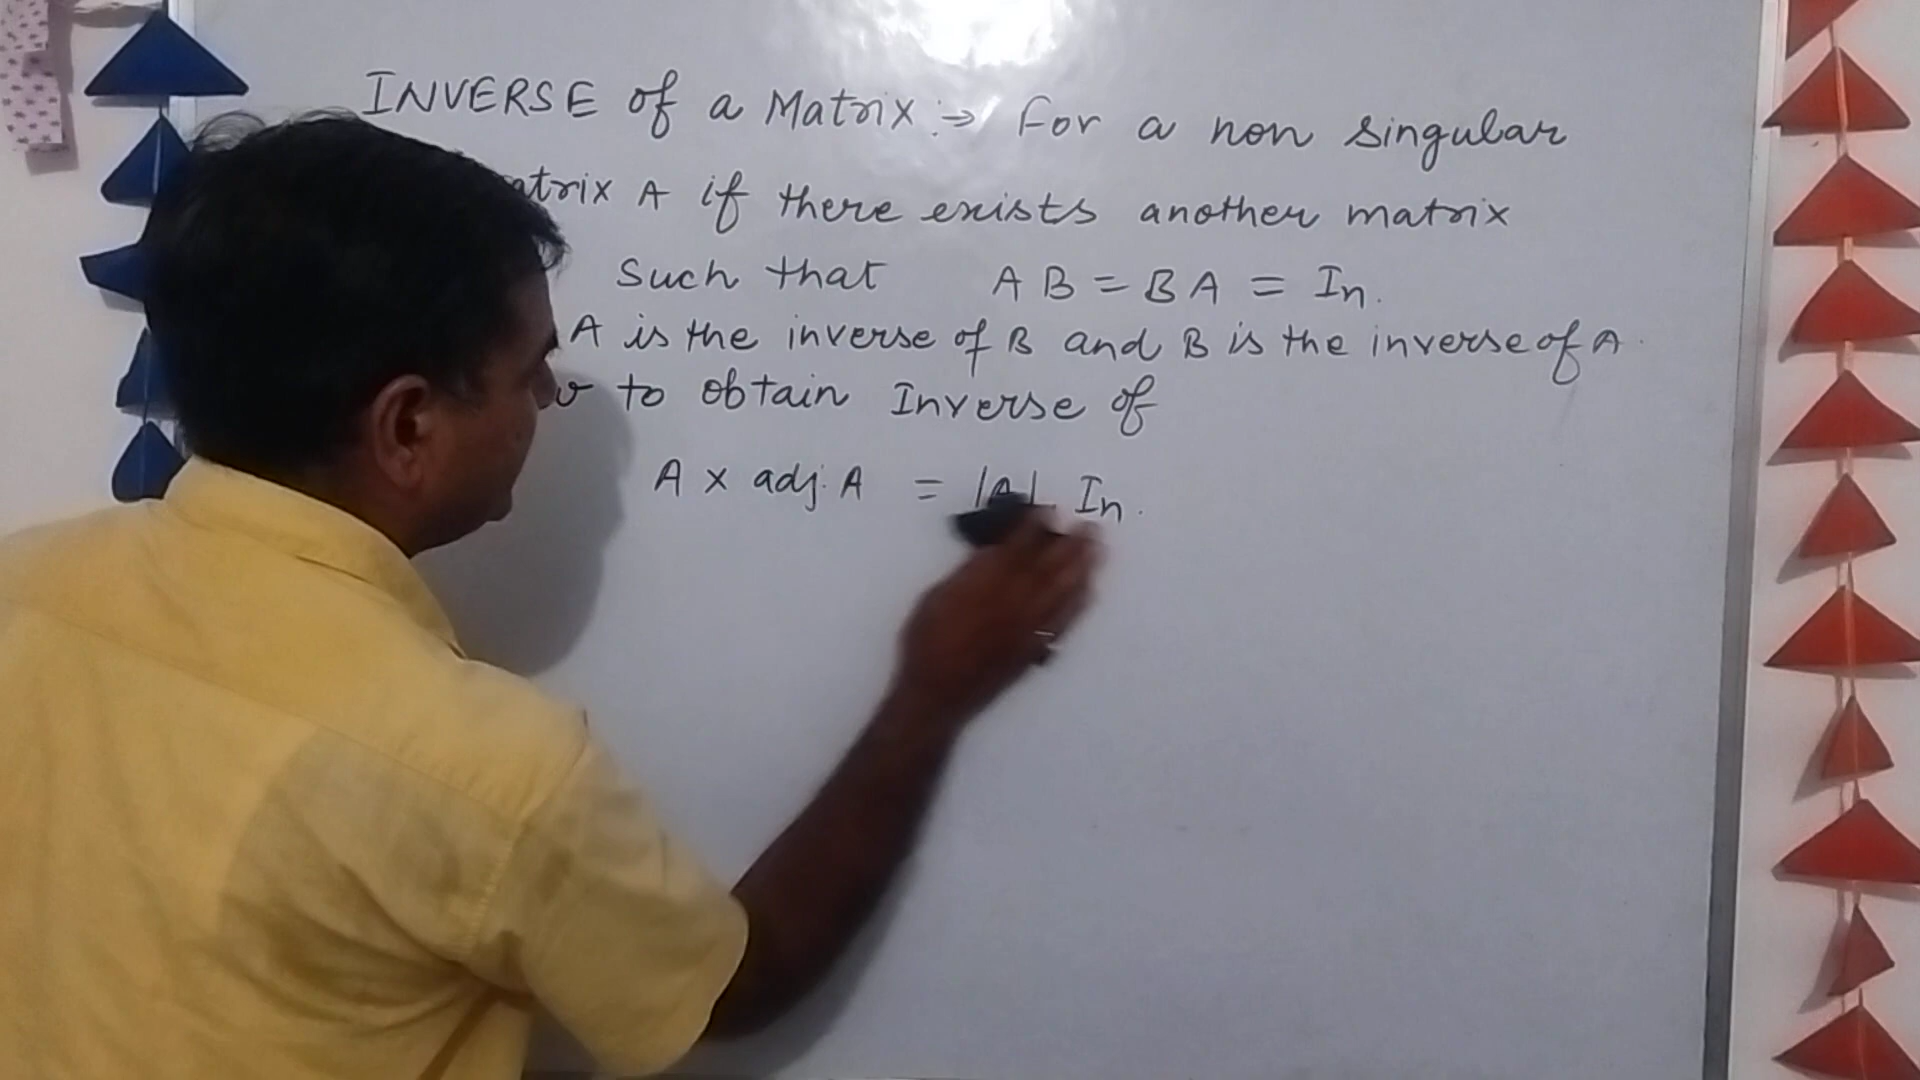 INVERSE of a Matrix :→ For a non singular
atrix A if there exists another matrix
Such that AB = BA = In.
A is the inverse of B and B is the inverse of A.
to obtain Inverse of
A x adj. A = |A|. In.